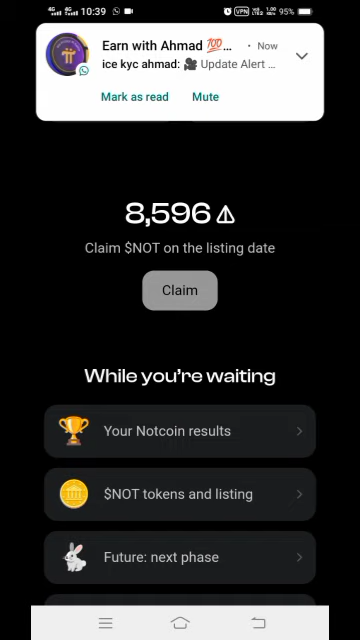 10:39
VPN
95%
Earn with Ahmad 💯... • Now
ice kyc ahmad: 🎥 Update Alert ...
Mark as read Mute
8,596
Claim $NOT on the listing date
Claim
While you're waiting
Your Notcoin results
$NOT tokens and listing
Future: next phase